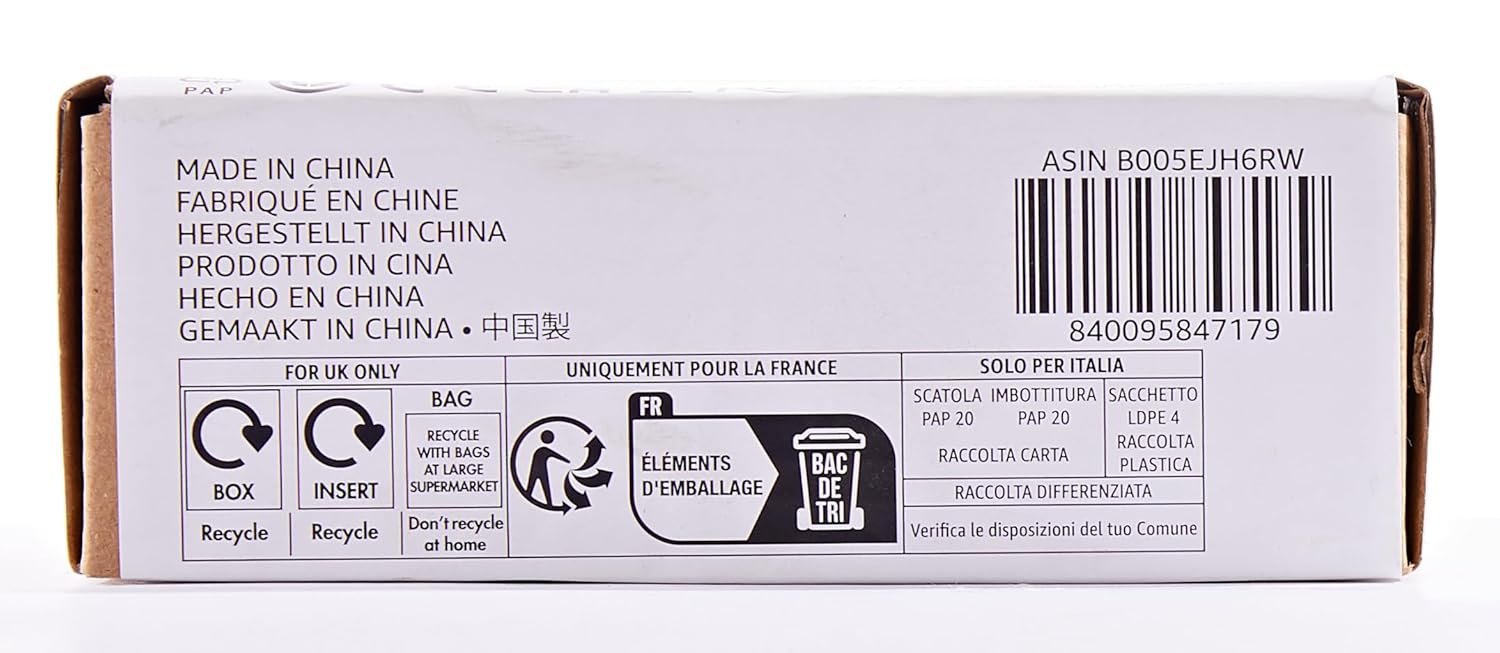 PAP
MADE IN CHINA
FABRIQUÉ EN CHINE
HERGESTELLT IN CHINA
PRODOTTO IN CINA
HECHO EN CHINA
GEMAAKT IN CHINA • 中国製
ASIN B005EJH6RW
840095847179
FOR UK ONLY
BOX
Recycle
INSERT
Recycle
BAG
RECYCLE
WITH BAGS
AT LARGE
SUPERMARKET
Don't recycle
at home
UNIQUEMENT POUR LA FRANCE
FR
ÉLÉMENTS
D'EMBALLAGE
BAC
DE
TRI
SOLO PER ITALIA
SCATOLA IMBOTTITURA
PAP 20 PAP 20
RACCOLTA CARTA
SACCHETTO
LDPE 4
RACCOLTA
PLASTICA
RACCOLTA DIFFERENZIATA
Verifica le disposizioni del tuo Comune